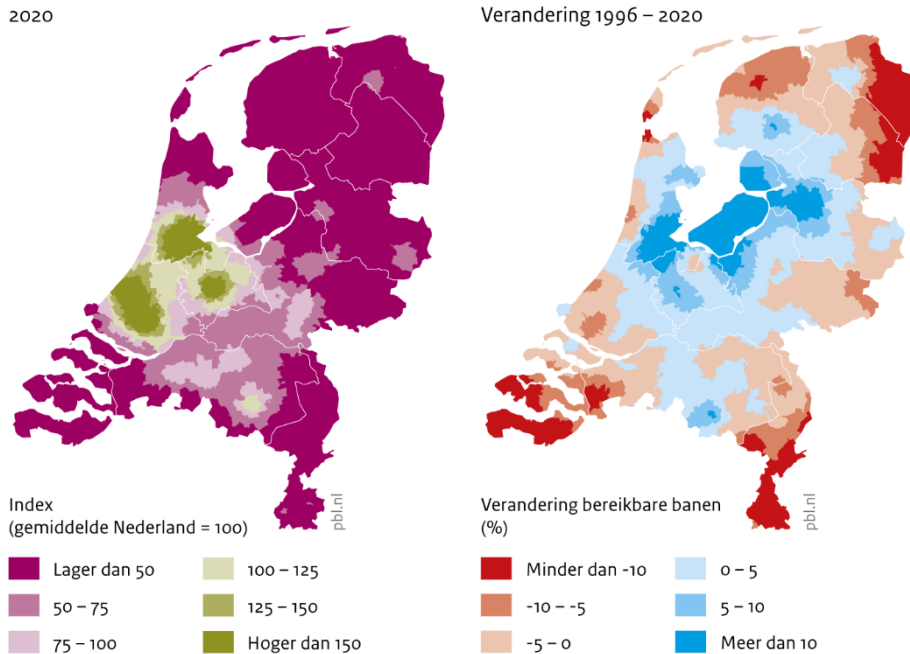 2020
Verandering 1996 – 2020
Index
(gemiddelde Nederland = 100)
pbl.nl
Lager dan 50
50 – 75
75 – 100
100 – 125
125 – 150
Hoger dan 150
Verandering bereikbare banen
(%)
pbl.nl
Minder dan -10
-10 – -5
-5 – 0
0 – 5
5 – 10
Meer dan 10